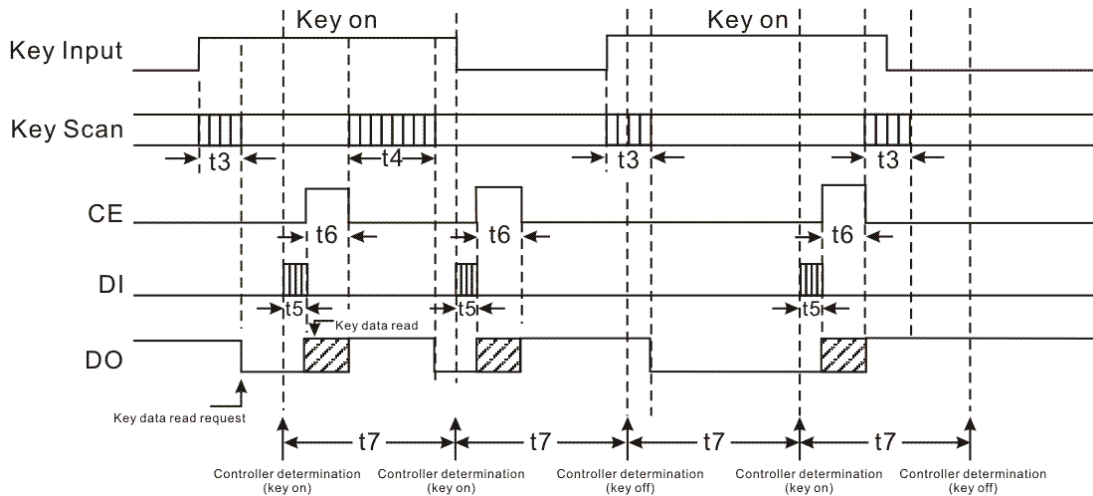 Key on
Key on
Key Input
Key Scan
t3
t4
t3
t3
CE
t6
t6
t6
DI
t5
t5
t5
Key data read
DO
Key data read request
t7
t7
t7
t7
Controller determination
(key on)
Controller determination
(key on)
Controller determination
(key off)
Controller determination
(key on)
Controller determination
(key off)